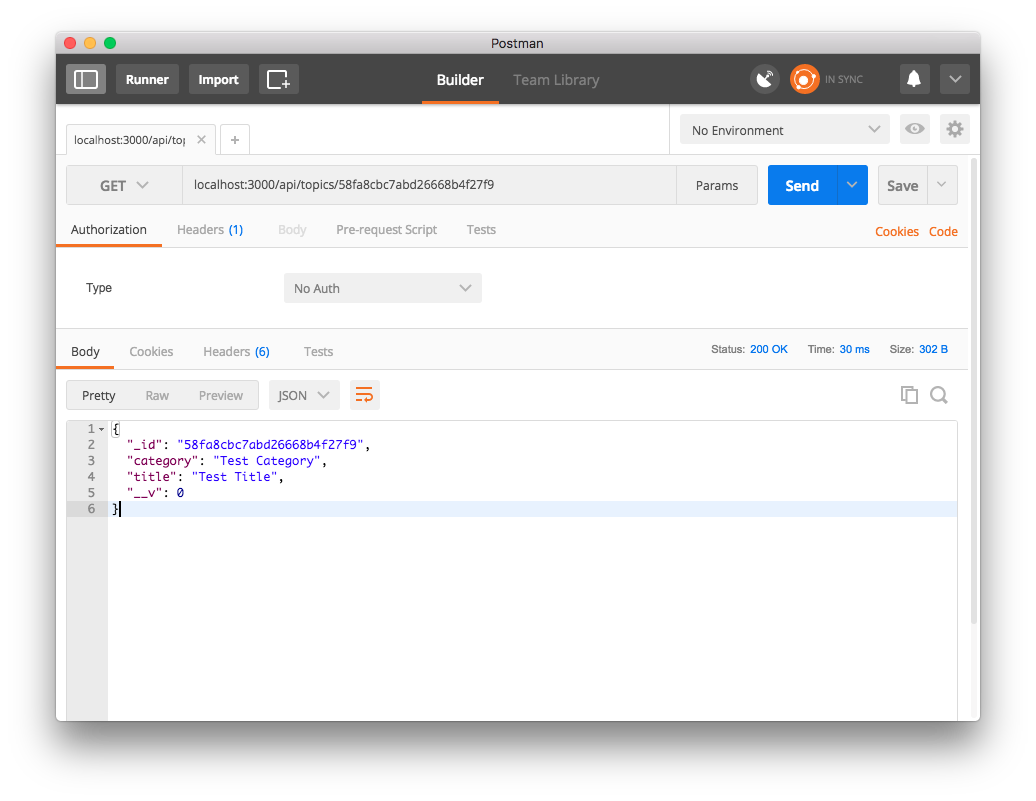 Postman
Runner Import Builder Team Library IN SYNC
localhost:3000/api/top No Environment
GET localhost:3000/api/topics/58fa8cbc7abd26668b4f27f9 Params Send Save
Authorization Headers (1) Body Pre-request Script Tests Cookies Code
Type No Auth
Body Cookies Headers (6) Tests Status: 200 OK Time: 30 ms Size: 302 B
Pretty Raw Preview JSON
1 {
2 "_id": "58fa8cbc7abd26668b4f27f9",
3 "category": "Test Category",
4 "title": "Test Title",
5 "__v": 0
6 }